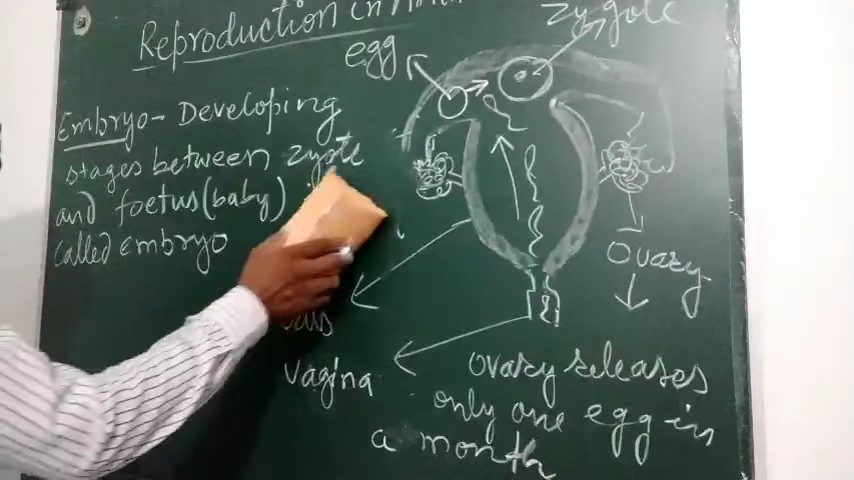 Reproduction in
zygote
egg
Embryo - Developing
stages between zyote
and foetus (baby)
called embryo
ovary
vagina
ovary releases
only one egg in
a month